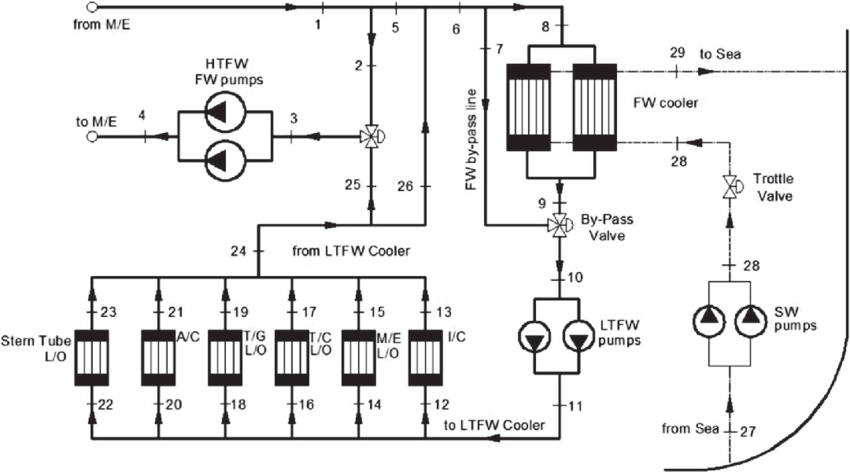 from M/E
1
5
6
8
2
7
HTFW
FW pumps
29
to Sea
FW cooler
to M/E
4
3
28
FW by-pass line
25
26
Trottle
Valve
9
By-Pass
Valve
24
from LTFW Cooler
28
10
23
21
19
17
15
13
Stern Tube
L/O
A/C
T/G
L/O
T/C
L/O
M/E
L/O
I/C
LTFW
pumps
SW
pumps
22
20
18
16
14
12
11
to LTFW Cooler
from Sea
27